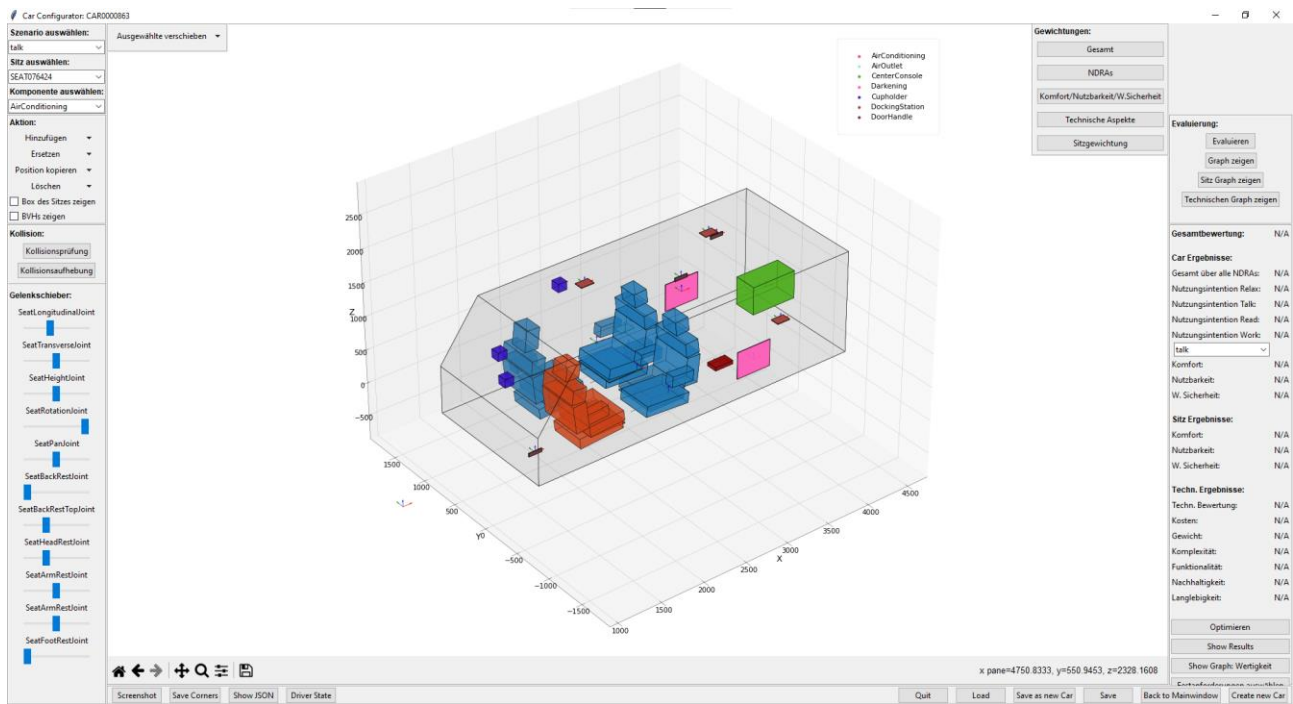 Car Configurator: CAR0000863
Szenario auswählen:
talk
Sitz auswählen:
SEAT076424
Komponente auswählen:
AirConditioning
Aktion:
Hinzufügen
Ersetzen
Position kopieren
Löschen
Box des Sitzes zeigen
BVHs zeigen
Kollision:
Kollisionsprüfung
Kollisionsaufhebung
Gelenkschieber:
SeatLongitudinalJoint
SeatTransverseJoint
SeatHeightJoint
SeatRotationJoint
SeatPanJoint
SeatBackRestJoint
SeatBackRestTopJoint
SeatHeadRestJoint
SeatArmRestJoint
SeatArmRestJoint
SeatFootRestJoint
Ausgewählte verschieben
AirConditioning
AirOutlet
CenterConsole
Darkening
Cupholder
DockingStation
DoorHandle
2500
2000
1500
Z
1000
500
0
−500
1500
1000
500
Y
0
−500
−1000
−1500
1000
1500
2000
2500
X
3000
3500
4000
4500
x pane=4750.8333, y=550.9453, z=2328.1608
Gewichtungen:
Gesamt
NDRAs
Komfort/Nutzbarkeit/W.Sicherheit
Technische Aspekte
Sitzgewichtung
Evaluierung:
Evaluieren
Graph zeigen
Sitz Graph zeigen
Technischen Graph zeigen
Gesamtbewertung: N/A
Car Ergebnisse:
Gesamt über alle NDRAs: N/A
Nutzungsintention Relax: N/A
Nutzungsintention Talk: N/A
Nutzungsintention Read: N/A
Nutzungsintention Work: N/A
talk
Komfort: N/A
Nutzbarkeit: N/A
W. Sicherheit: N/A
Sitz Ergebnisse:
Komfort: N/A
Nutzbarkeit: N/A
W. Sicherheit: N/A
Techn. Ergebnisse:
Techn. Bewertung: N/A
Kosten: N/A
Gewicht: N/A
Komplexität: N/A
Funktionalität: N/A
Nachhaltigkeit: N/A
Langlebigkeit: N/A
Optimieren
Show Results
Show Graph: Wertigkeit
Screenshot
Save Corners
Show JSON
Driver State
Quit
Load
Save as new Car
Save
Back to Mainwindow
Create new Car